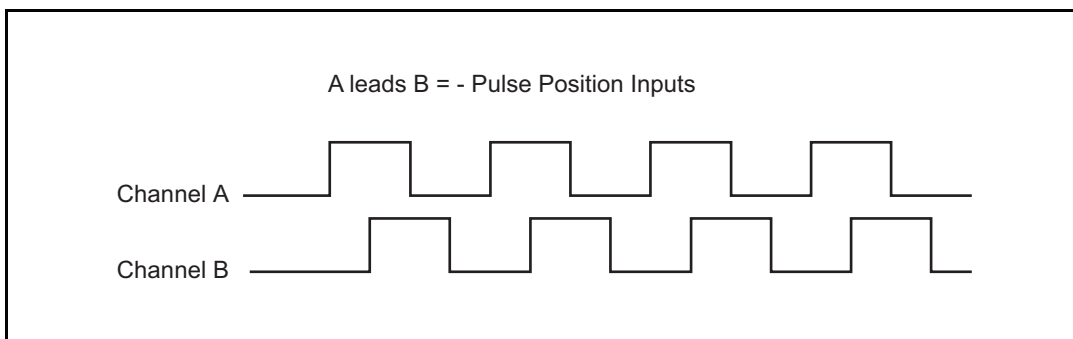 A leads B = - Pulse Position Inputs
Channel A
Channel B